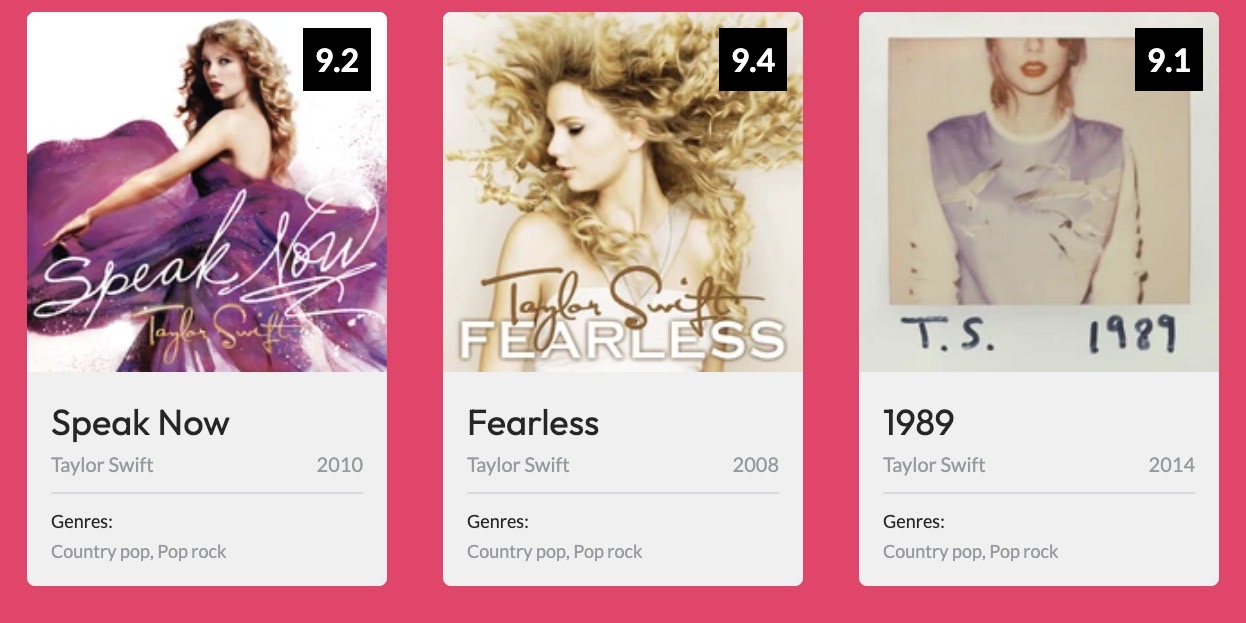 9.2
Speak Now
Taylor Swift
Speak Now
Taylor Swift 2010
Genres:
Country pop, Pop rock
9.4
Taylor Swift
FEARLESS
Fearless
Taylor Swift 2008
Genres:
Country pop, Pop rock
9.1
T.S. 1989
1989
Taylor Swift 2014
Genres:
Country pop, Pop rock